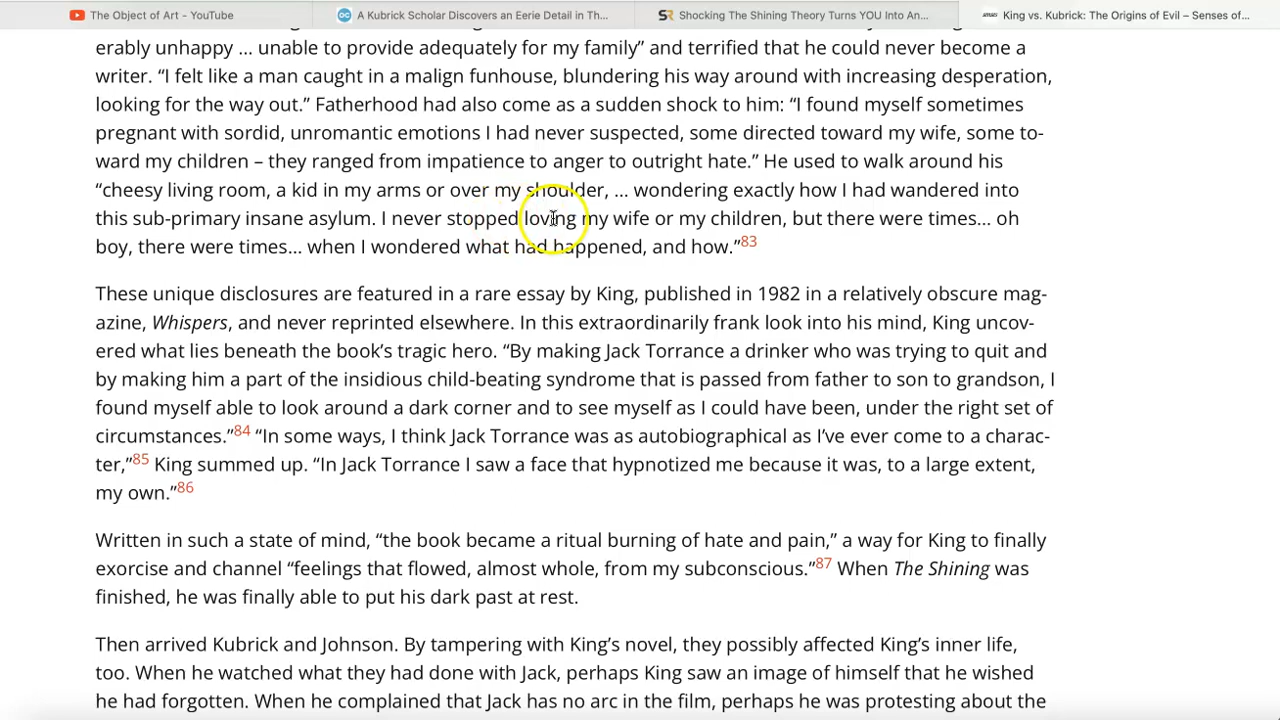 The Object of Art - YouTube
A Kubrick Scholar Discovers an Eerie Detail in Th...
Shocking The Shining Theory Turns YOU Into An...
King vs. Kubrick: The Origins of Evil – Senses of...
erably unhappy ... unable to provide adequately for my family” and terrified that he could never become a
writer. “I felt like a man caught in a malign funhouse, blundering his way around with increasing desperation,
looking for the way out.” Fatherhood had also come as a sudden shock to him: “I found myself sometimes
pregnant with sordid, unromantic emotions I had never suspected, some directed toward my wife, some to-
ward my children – they ranged from impatience to anger to outright hate.” He used to walk around his
“cheesy living room, a kid in my arms or over my shoulder, ... wondering exactly how I had wandered into
this sub-primary insane asylum. I never stopped loving my wife or my children, but there were times... oh
boy, there were times... when I wondered what had happened, and how.”83
These unique disclosures are featured in a rare essay by King, published in 1982 in a relatively obscure mag-
azine, Whispers, and never reprinted elsewhere. In this extraordinarily frank look into his mind, King uncov-
ered what lies beneath the book’s tragic hero. “By making Jack Torrance a drinker who was trying to quit and
by making him a part of the insidious child-beating syndrome that is passed from father to son to grandson, I
found myself able to look around a dark corner and to see myself as I could have been, under the right set of
circumstances.”84 “In some ways, I think Jack Torrance was as autobiographical as I’ve ever come to a charac-
ter,”85 King summed up. “In Jack Torrance I saw a face that hypnotized me because it was, to a large extent,
my own.”86
Written in such a state of mind, “the book became a ritual burning of hate and pain,” a way for King to finally
exorcise and channel “feelings that flowed, almost whole, from my subconscious.”87 When The Shining was
finished, he was finally able to put his dark past at rest.
Then arrived Kubrick and Johnson. By tampering with King’s novel, they possibly affected King’s inner life,
too. When he watched what they had done with Jack, perhaps King saw an image of himself that he wished
he had forgotten. When he complained that Jack has no arc in the film, perhaps he was protesting about the